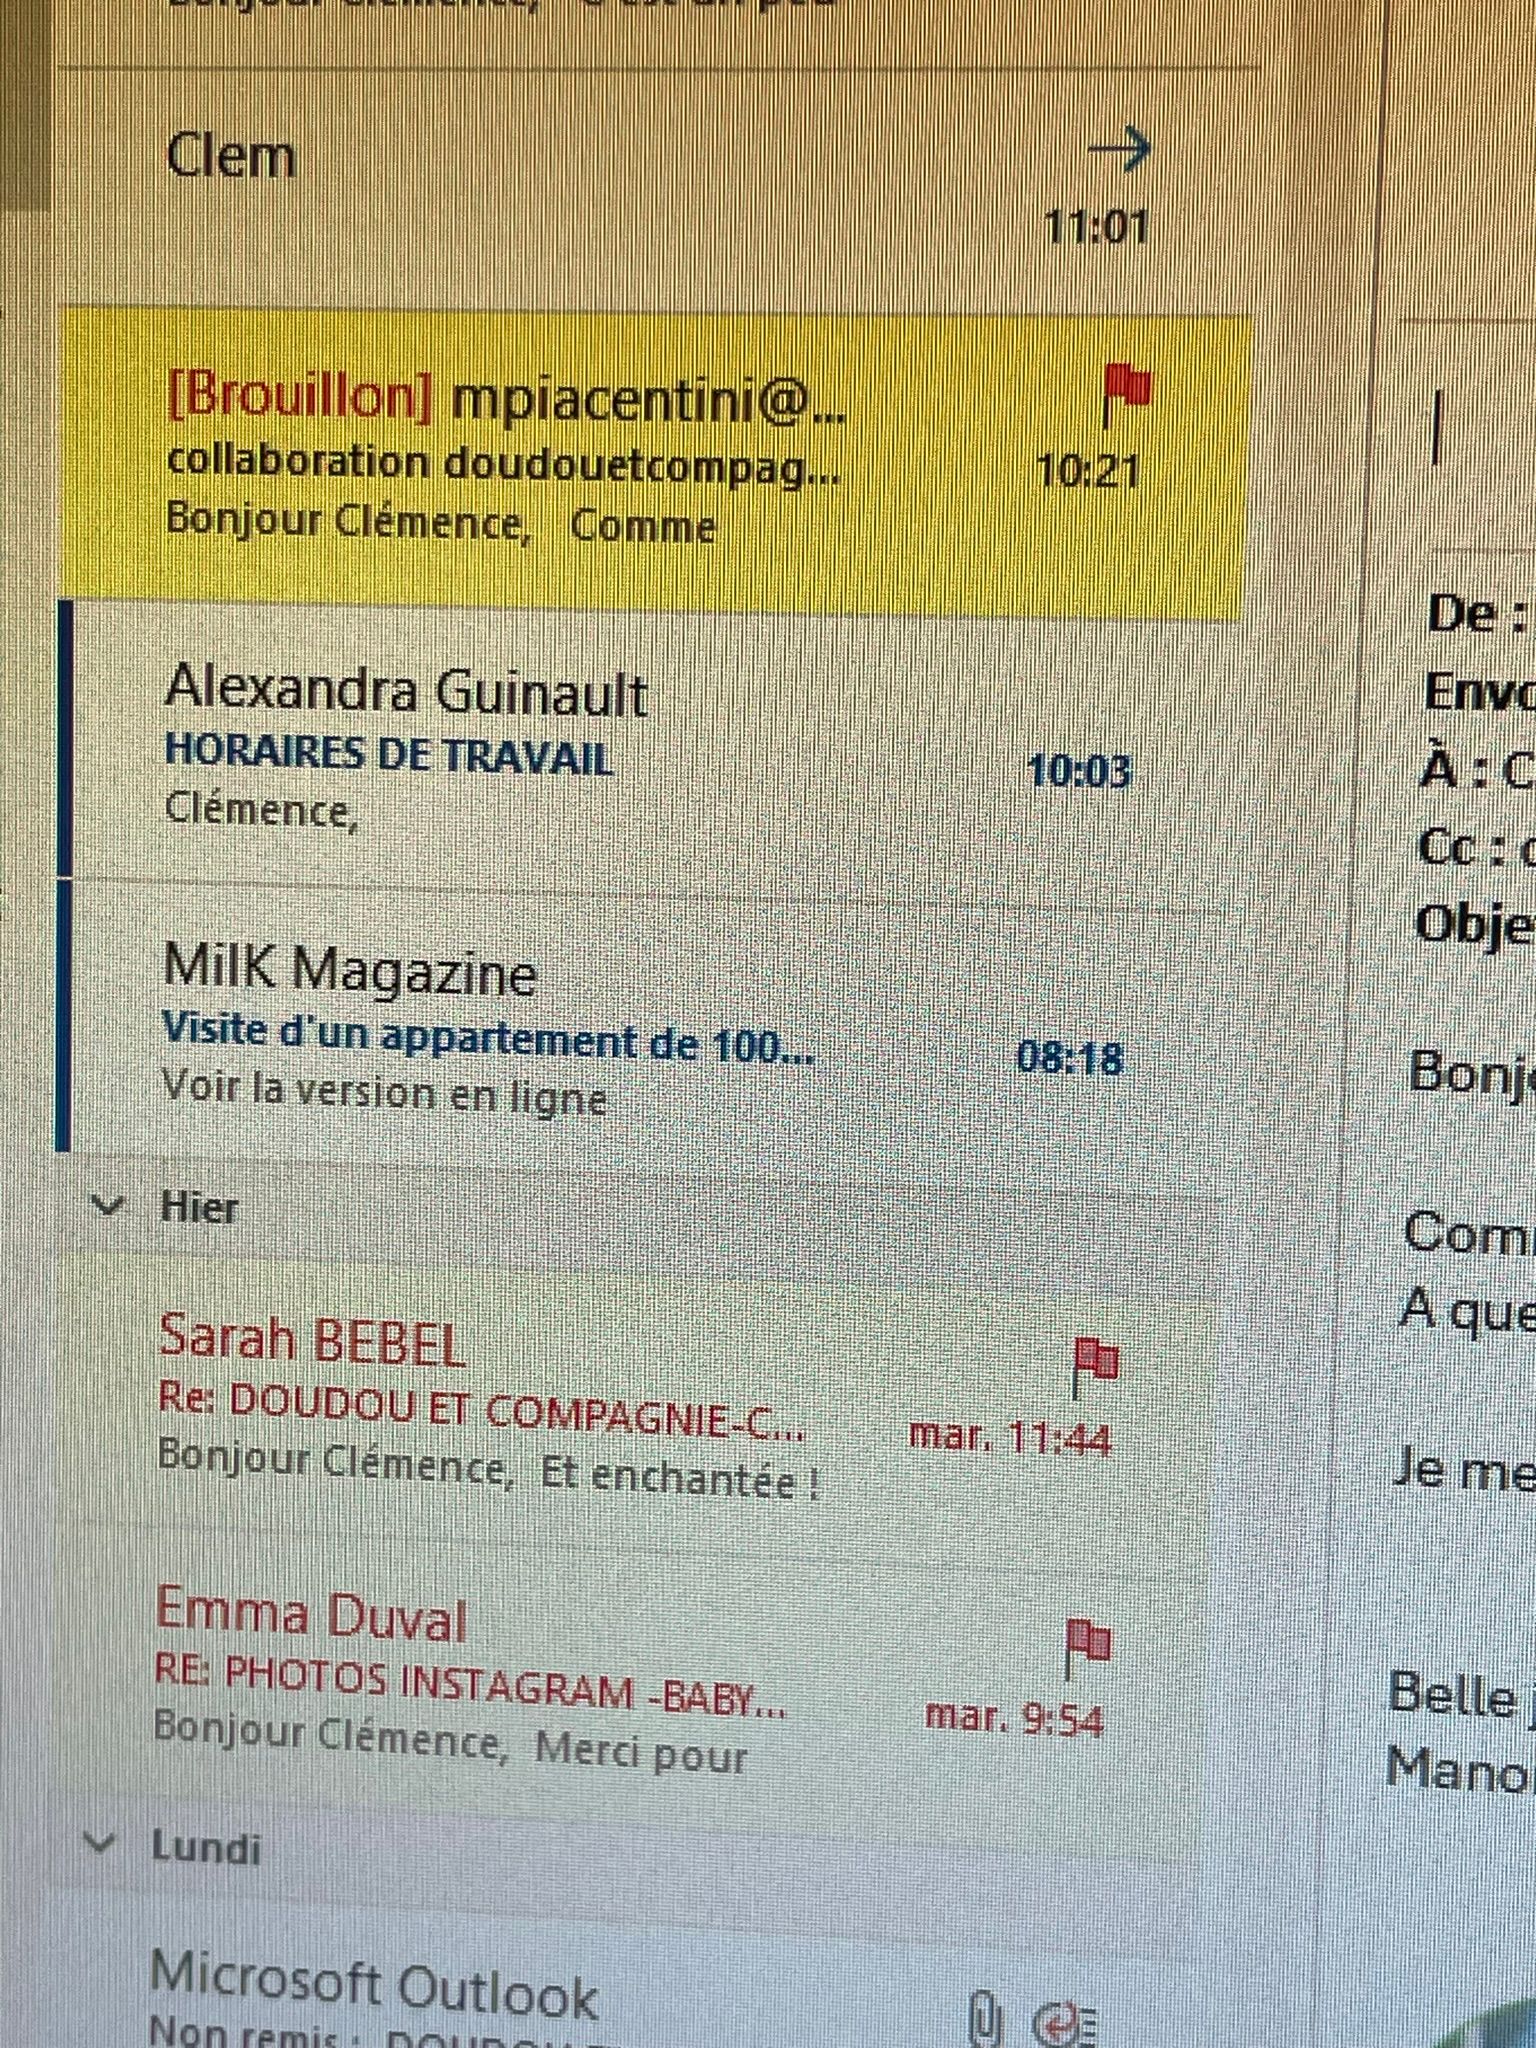 Clem
11:01
[Brouillon] mpiacentini@...
collaboration doudouetcompag...
10:21
Bonjour Clémence, Comme
Alexandra Guinault
HORAIRES DE TRAVAIL
10:03
Clémence,
MilK Magazine
Visite d'un appartement de 100...
08:18
Voir la version en ligne
Hier
Sarah BEBEL
Re: DOUDOU ET COMPAGNIE-C...
mar. 11:44
Bonjour Clémence, Et enchantée !
Emma Duval
RE: PHOTOS INSTAGRAM -BABY...
mar. 9:54
Bonjour Clémence, Merci pour
Lundi
Microsoft Outlook
Non remis : DOUDOU
De :
Envo
À : C
Cc :
Obje
Bonj
Com
A que
Je me
Belle
Mano